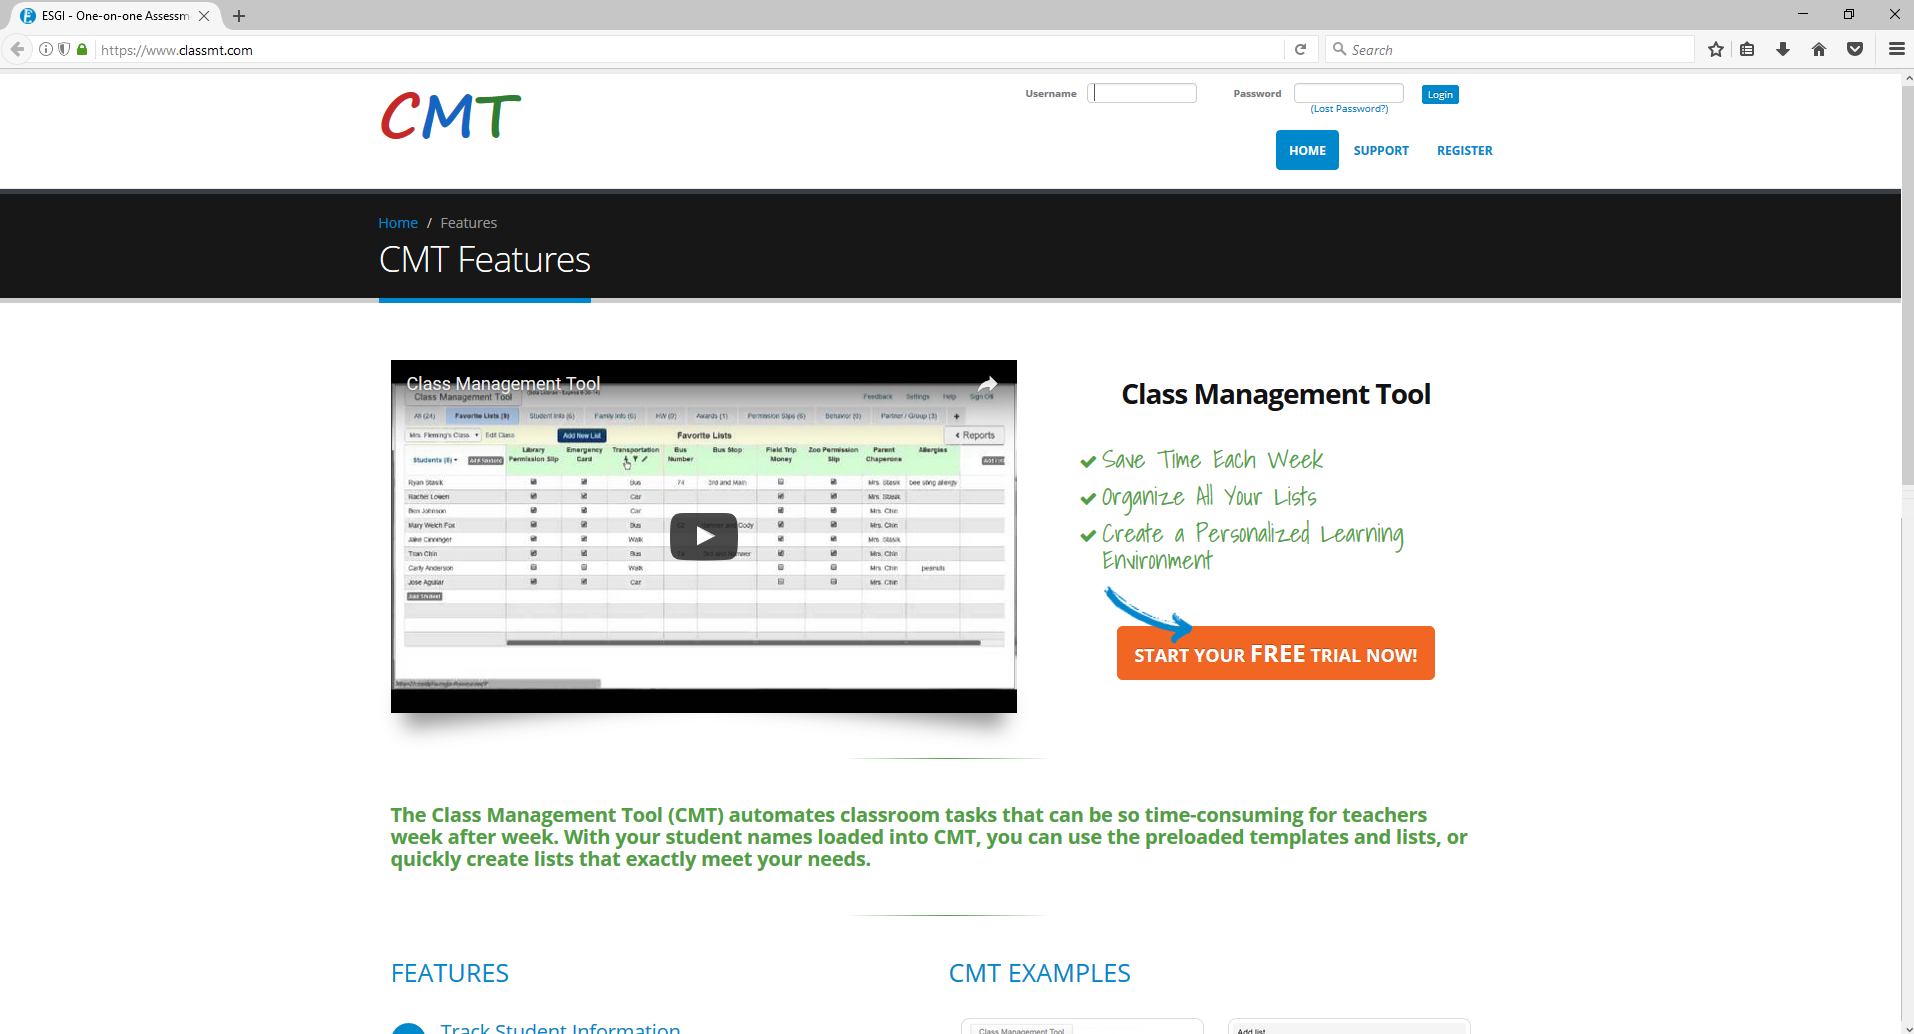 ESGI - One-on-one Assessm
https://www.classmt.com
Search
CMT
Username
Password
Login
(Lost Password?)
HOME SUPPORT REGISTER
Home / Features
CMT Features
Class Management Tool
Class Management Tool
Feedback Settings Help Sign Off
All (24) Favorite Lists (9) Student Info (6) Family Info (6) HW (9) Awards (1) Permission Slips (6) Behavior (9) Partner / Group (3) +
Mrs. Fleming's Class Edit Class Add New List Favorite Lists Reports
Students (8) Add Student Library Permission Slip Emergency Card Transportation Bus Number Bus Stop Field Trip Money Zoo Permission Slip Parent Chaperone Allergies
Ryan Stasik Bus 74 3rd and Main Mrs. Stasik bee sting allergy
Rachel Lowen Car Mrs. Stasik
Ben Johnson Car Mrs. Chin
Mary Welch Fox Bus and Cody Mrs. Chin
Jake Cinninger Walk Mrs. Stasik
Tran Chin Bus Mrs. Chin
Carly Anderson Walk Mrs. Chin peanuts
Jose Aguilar Car Mrs. Chin
Add Student
Class Management Tool
Save Time Each Week
Organize All Your Lists
Create a Personalized Learning
Environment
START YOUR FREE TRIAL NOW!
The Class Management Tool (CMT) automates classroom tasks that can be so time-consuming for teachers
week after week. With your student names loaded into CMT, you can use the preloaded templates and lists, or
quickly create lists that exactly meet your needs.
FEATURES
CMT EXAMPLES
Track Student Information
Class Management Tool
Add list